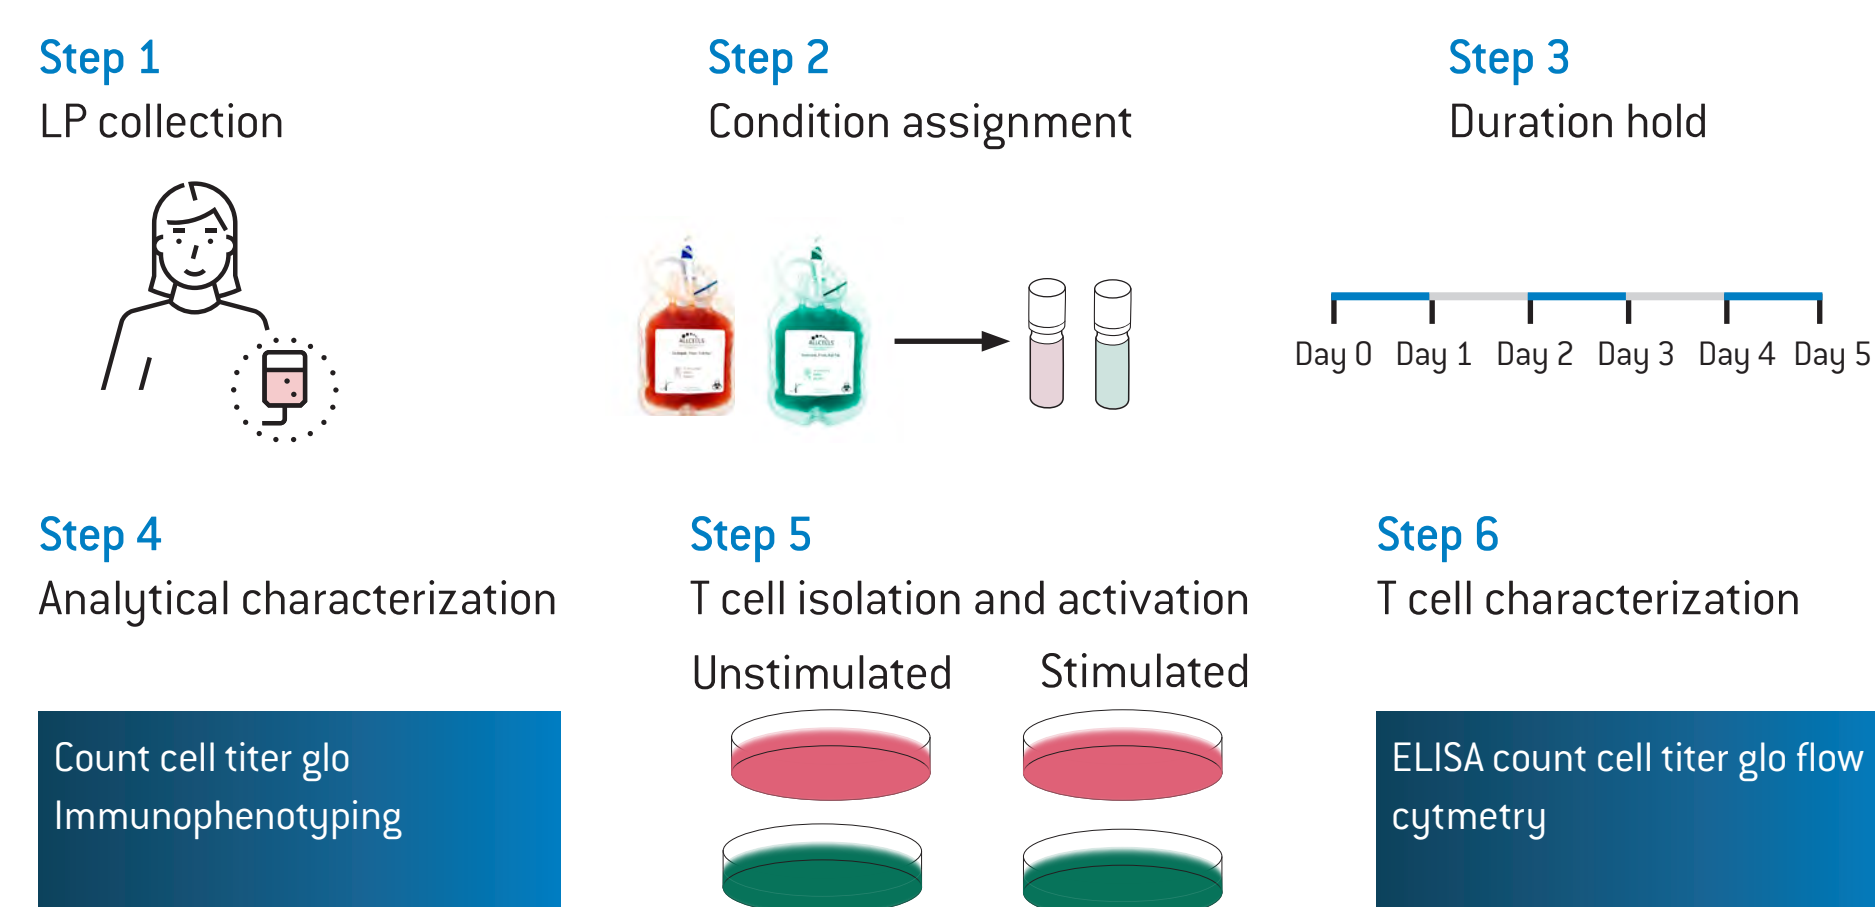 Step 1
LP collection
Step 2
Condition assignment
Step 3
Duration hold
ALLCELLS
ALLCELLS
Day 0 Day 1 Day 2 Day 3 Day 4 Day 5
Step 4
Analytical characterization
Count cell titer glo
Immunophenotyping
Step 5
T cell isolation and activation
Unstimulated Stimulated
Step 6
T cell characterization
ELISA count cell titer glo flow
cytmetry